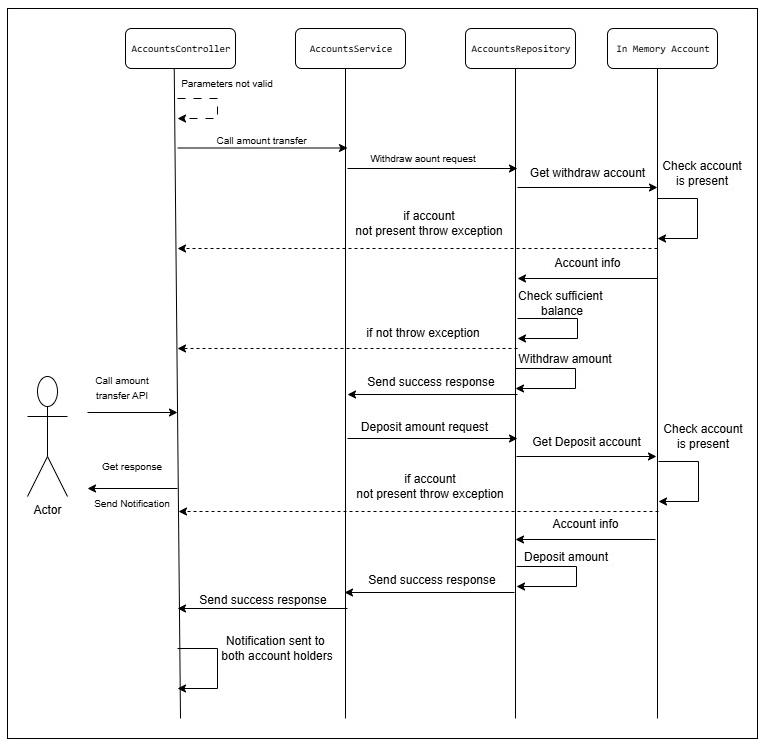 AccountsController
AccountsService
AccountsRepository
In Memory Account
Parameters not valid
Call amount transfer
Withdraw aount request
Get withdraw account
Check account
is present
if account
not present throw exception
Account info
Check sufficient
balance
if not throw exception
Withdraw amount
Send success response
Call amount
transfer API
Deposit amount request
Get Deposit account
Check account
is present
Get response
if account
not present throw exception
Send Notification
Actor
Account info
Deposit amount
Send success response
Send success response
Notification sent to
both account holders